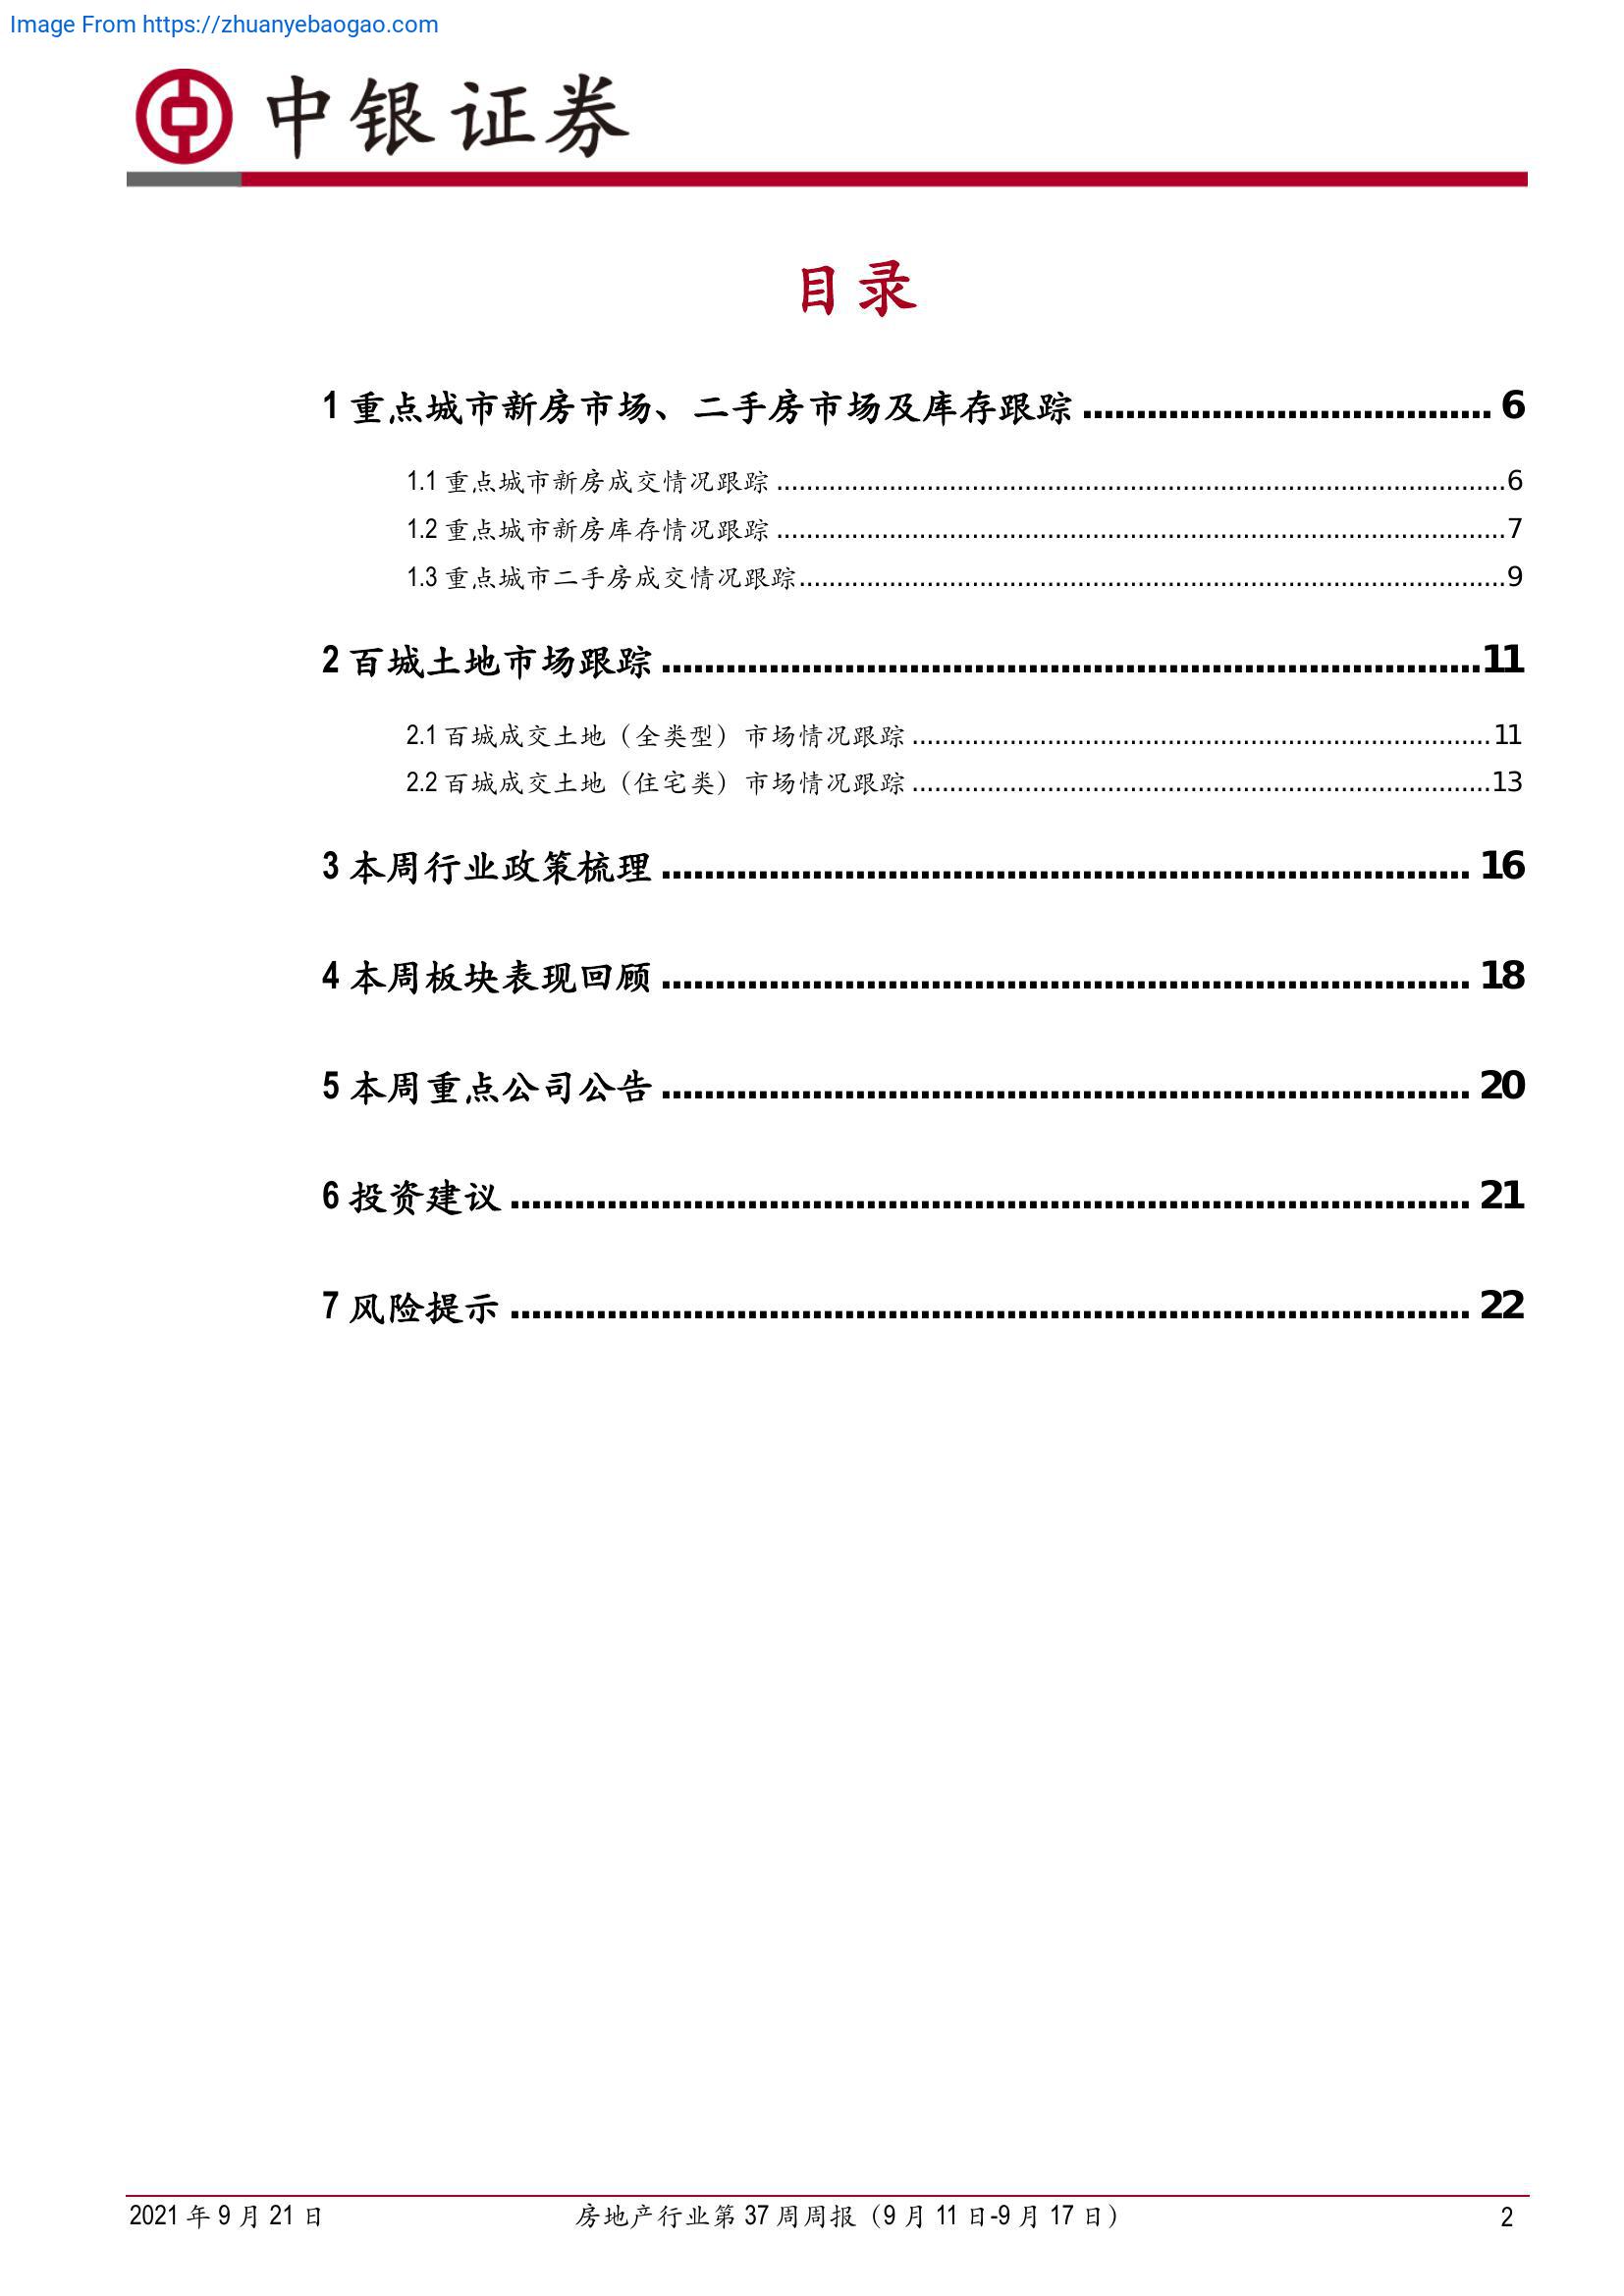 Image From https://zhuanyebaogao.com
中银证券
目录
1 重点城市新房市场、二手房市场及库存跟踪 ...................................... 6
1.1 重点城市新房成交情况跟踪 ..................................................................................................6
1.2 重点城市新房库存情况跟踪 ..................................................................................................7
1.3 重点城市二手房成交情况跟踪...............................................................................................9
2 百城土地市场跟踪 ............................................................................11
2.1 百城成交土地（全类型）市场情况跟踪 ..............................................................................11
2.2 百城成交土地（住宅类）市场情况跟踪 ..............................................................................13
3 本周行业政策梳理 ........................................................................... 16
4 本周板块表现回顾 ........................................................................... 18
5 本周重点公司公告 ........................................................................... 20
6 投资建议 ......................................................................................... 21
7 风险提示 ......................................................................................... 22
2021 年 9 月 21 日 房地产行业第 37 周周报（9 月 11 日-9 月 17 日） 2